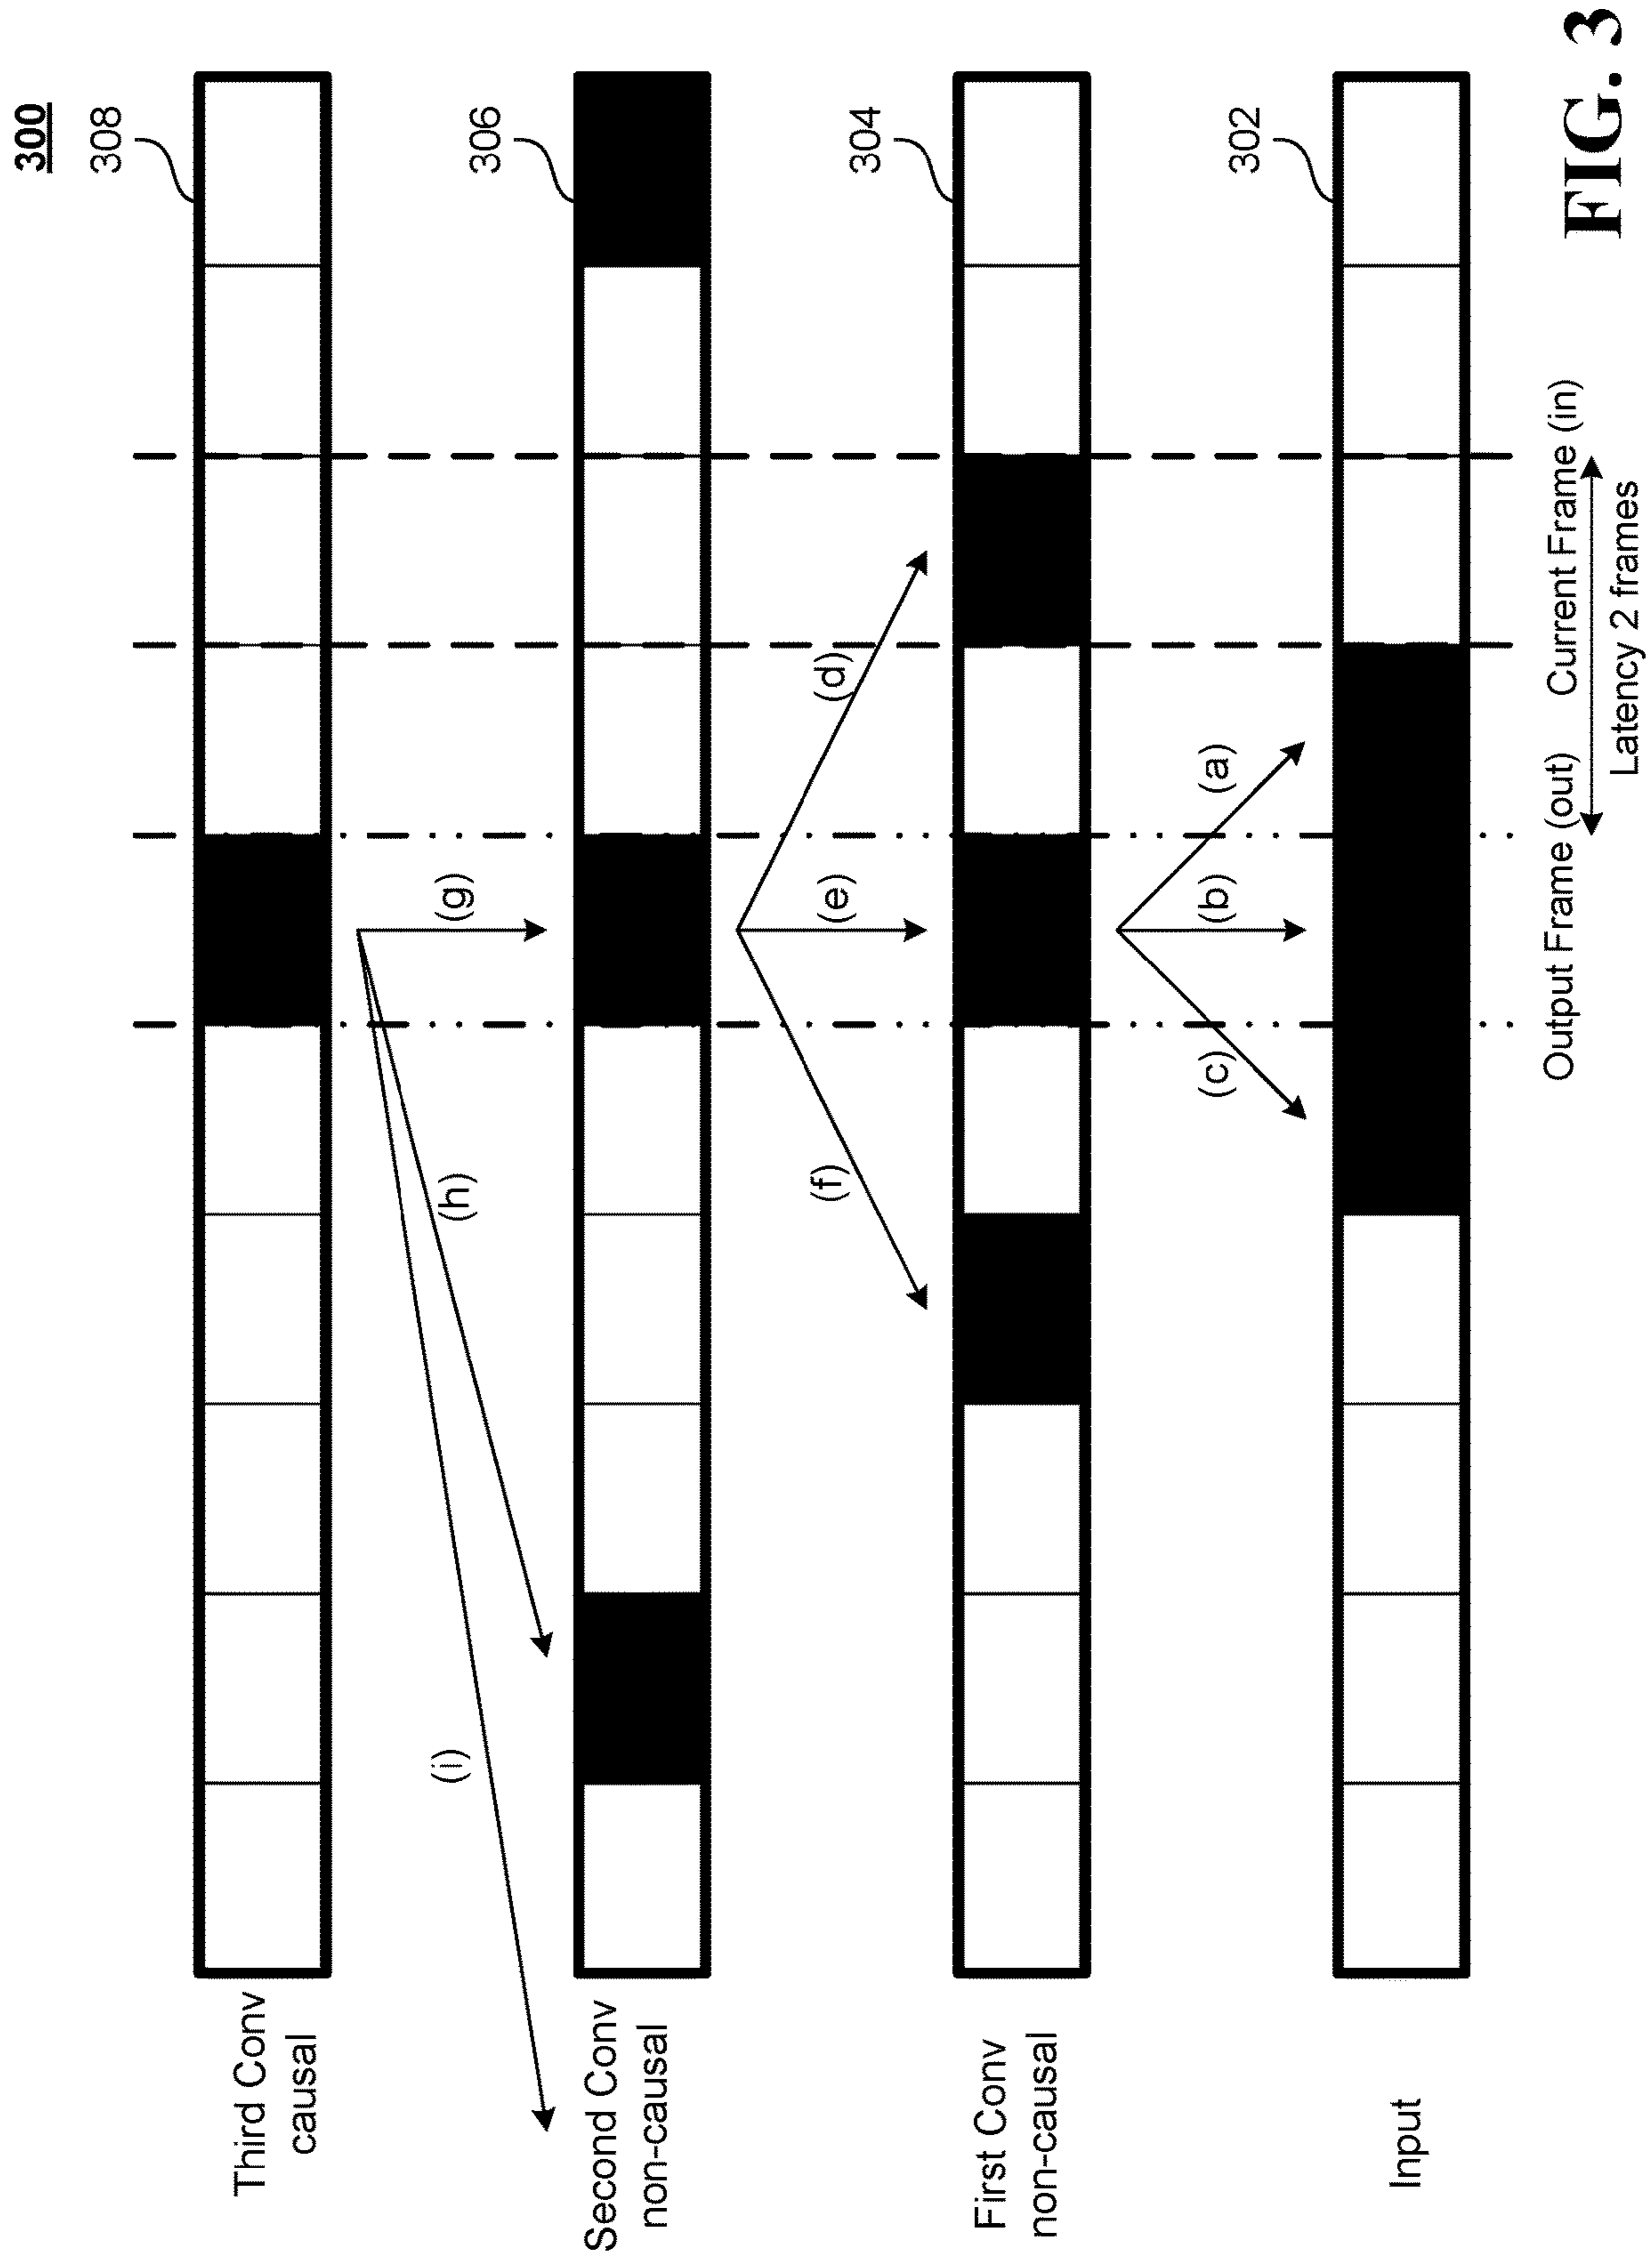 300
308
Third Conv
causal
(g)
(h)
(i)
306
Second Conv
non-causal
(d)
(e)
(f)
304
First Conv
non-causal
(a)
(b)
(c)
302
Input
Output Frame (out)
Current Frame (in)
Latency 2 frames
FIG. 3